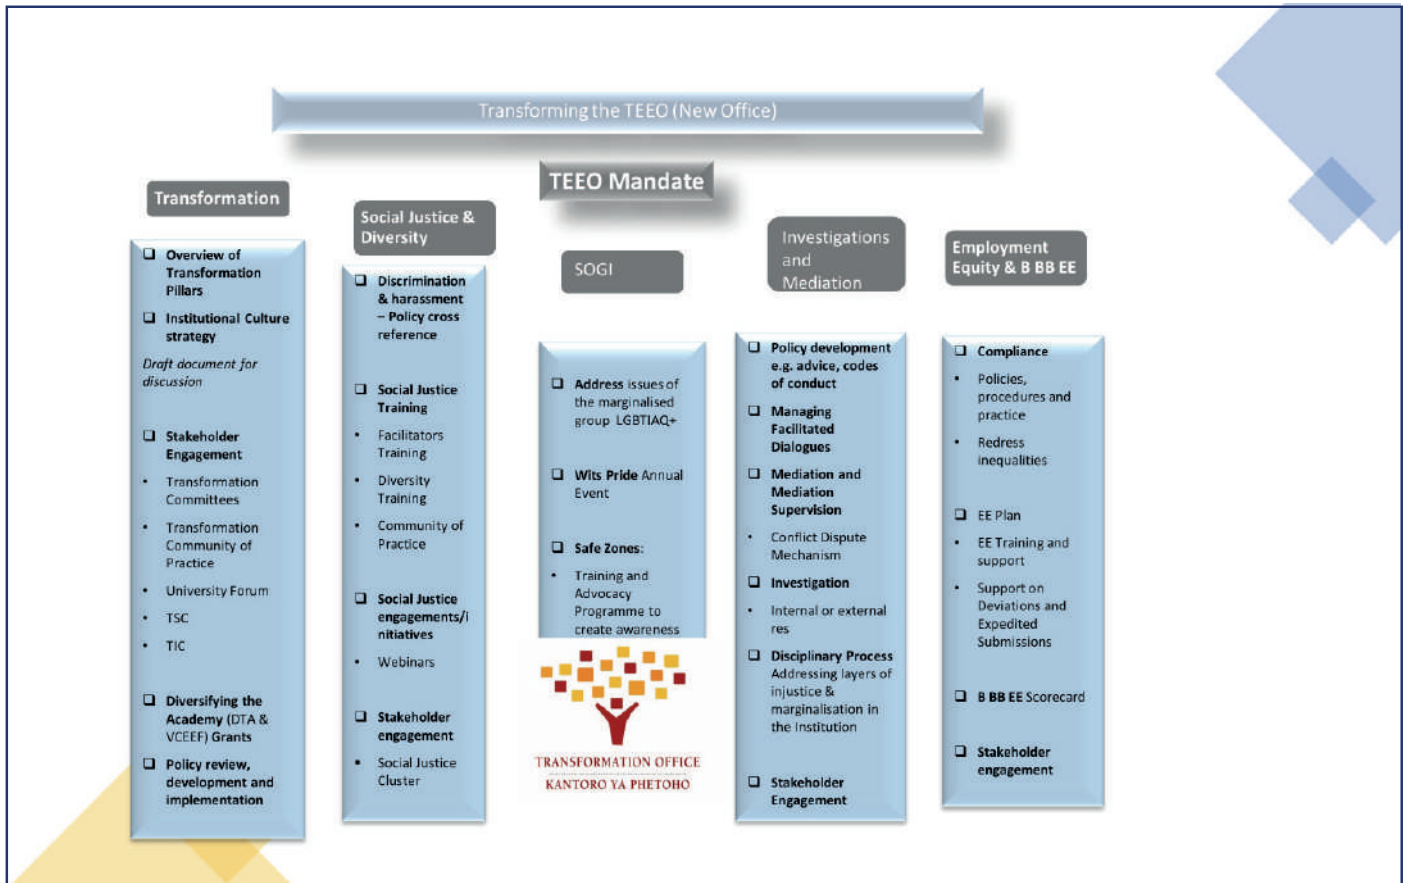 Transforming the TEEO (New Office)
TEEO Mandate
Transformation
Overview of
Transformation
Pillars
Institutional Culture
strategy
Draft document for
discussion
Stakeholder
Engagement
Transformation
Committees
Transformation
Community of
Practice
University Forum
TSC
TIC
Diversifying the
Academy (DTA &
VCEEF) Grants
Policy review,
development and
implementation
Social Justice &
Diversity
Discrimination
& harassment
– Policy cross
reference
Social Justice
Training
Facilitators
Training
Diversity
Training
Community of
Practice
Social Justice
engagements/i
nitiatives
Webinars
Stakeholder
engagement
Social Justice
Cluster
SOGI
Address issues of
the marginalised
group LGBTIAQ+
Wits Pride Annual
Event
Safe Zones:
Training and
Advocacy
Programme to
create awareness
TRANSFORMATION OFFICE
KANTORO YA PHETOHO
Investigations
and
Mediation
Policy development
e.g. advice, codes
of conduct
Managing
Facilitated
Dialogues
Mediation and
Mediation
Supervision
Conflict Dispute
Mechanism
Investigation
Internal or external
res
Disciplinary Process
Addressing layers of
injustice &
marginalisation in
the Institution
Stakeholder
Engagement
Employment
Equity & B BB EE
Compliance
Policies,
procedures and
practice
Redress
inequalities
EE Plan
EE Training and
support
Support on
Deviations and
Expedited
Submissions
B BB EE Scorecard
Stakeholder
engagement